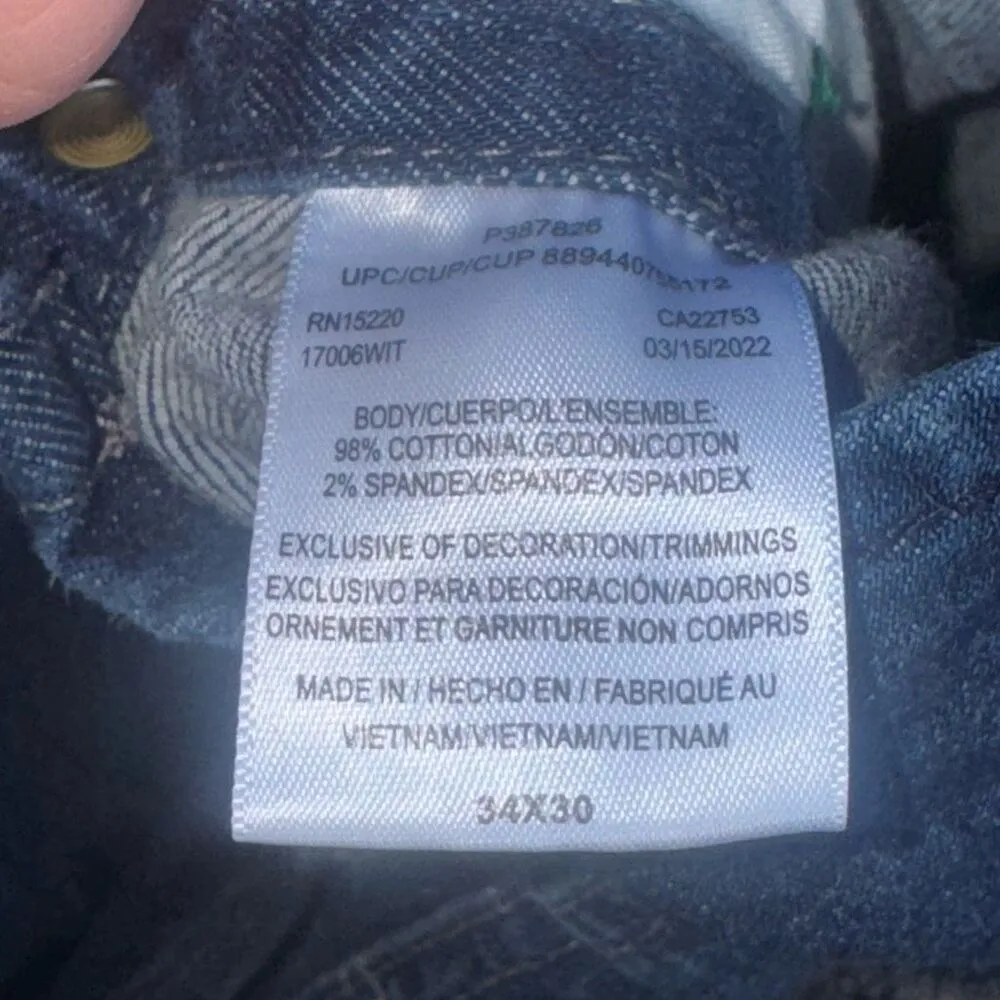 P387826
UPC/CUP/CUP
RN15220 CA22753
17006WIT 03/15/2022
BODY/CUERPO/L'ENSEMBLE:
98% COTTON/ALGODÓN/COTON
2% SPANDEX/SPANDEX/SPANDEX
EXCLUSIVE OF DECORATION/TRIMMINGS
EXCLUSIVO PARA DECORACIÓN/ADORNOS
ORNEMENT ET GARNITURE NON COMPRIS
MADE IN / HECHO EN / FABRIQUÉ AU
VIETNAM/VIETNAM/VIETNAM
34X30